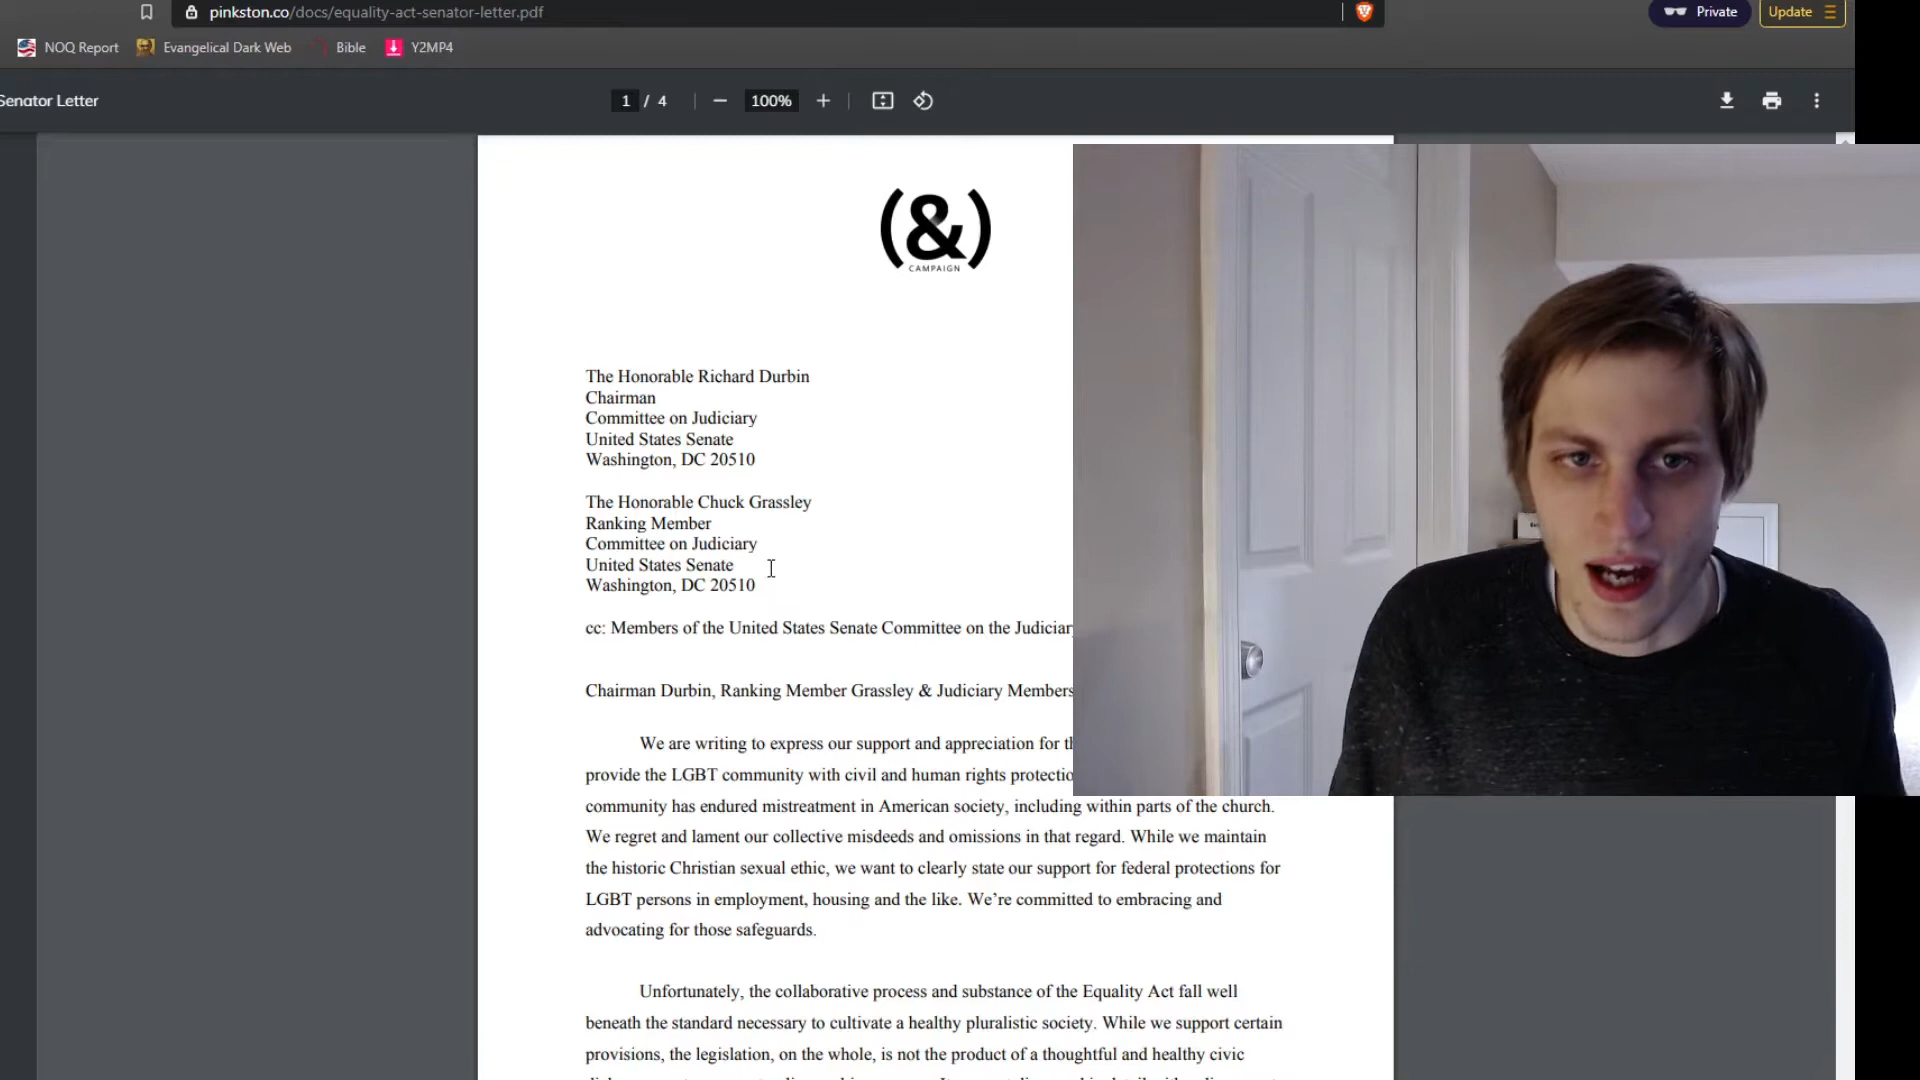 pinkston.co/docs/equality-act-senator-letter.pdf
Private
Update
NOQ Report
Evangelical Dark Web
Bible
Y2MP4
Senator Letter
1 / 4
100%
(&)
CAMPAIGN
The Honorable Richard Durbin
Chairman
Committee on Judiciary
United States Senate
Washington, DC 20510
The Honorable Chuck Grassley
Ranking Member
Committee on Judiciary
United States Senate
Washington, DC 20510
cc: Members of the United States Senate Committee on the
Chairman Durbin, Ranking Member Grassley & Judiciary Members
We are writing to express our support and appreciation for
provide the LGBT community with civil and human rights
community has endured mistreatment in American society, including within parts of the church.
We regret and lament our collective misdeeds and omissions in that regard. While we maintain
the historic Christian sexual ethic, we want to clearly state our support for federal protections for
LGBT persons in employment, housing and the like. We’re committed to embracing and
advocating for those safeguards.
Unfortunately, the collaborative process and substance of the Equality Act fall well
beneath the standard necessary to cultivate a healthy pluralistic society. While we support certain
provisions, the legislation, on the whole, is not the product of a thoughtful and healthy civic